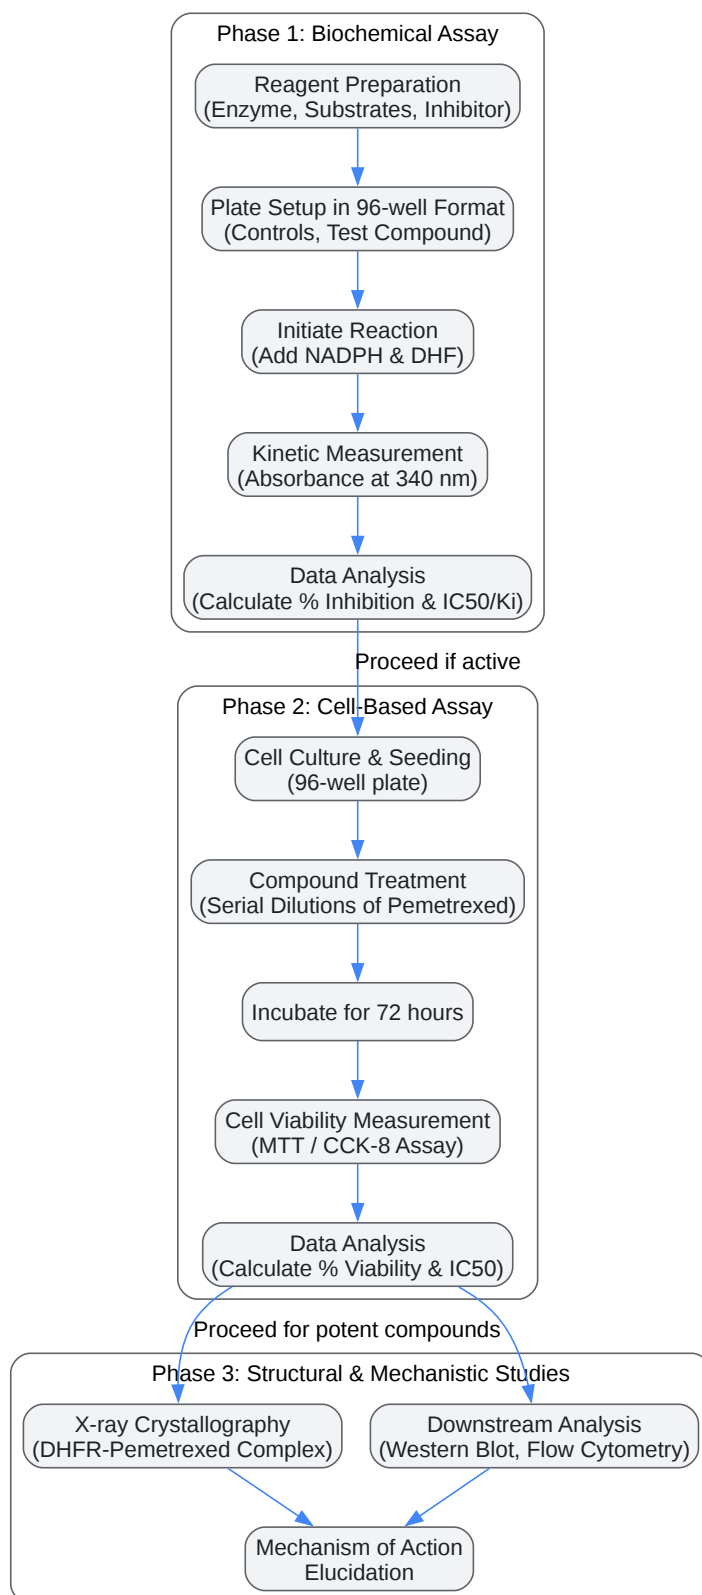 Phase 1: Biochemical Assay
Reagent Preparation
(Enzyme, Substrates, Inhibitor)
Plate Setup in 96-well Format
(Controls, Test Compound)
Initiate Reaction
(Add NADPH & DHF)
Kinetic Measurement
(Absorbance at 340 nm)
Data Analysis
(Calculate % Inhibition & IC50/Ki)
Proceed if active
Phase 2: Cell-Based Assay
Cell Culture & Seeding
(96-well plate)
Compound Treatment
(Serial Dilutions of Pemetrexed)
Incubate for 72 hours
Cell Viability Measurement
(MTT / CCK-8 Assay)
Data Analysis
(Calculate % Viability & IC50)
Proceed for potent compounds
Phase 3: Structural & Mechanistic Studies
X-ray Crystallography
(DHFR-Pemetrexed Complex)
Downstream Analysis
(Western Blot, Flow Cytometry)
Mechanism of Action
Elucidation